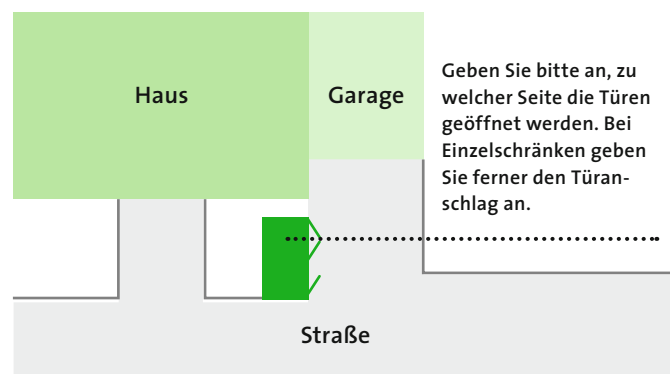 Haus
Garage
Geben Sie bitte an, zu
welcher Seite die Türen
geöffnet werden. Bei
Einzelschränken geben
Sie ferner den Türan-
schlag an.
Straße